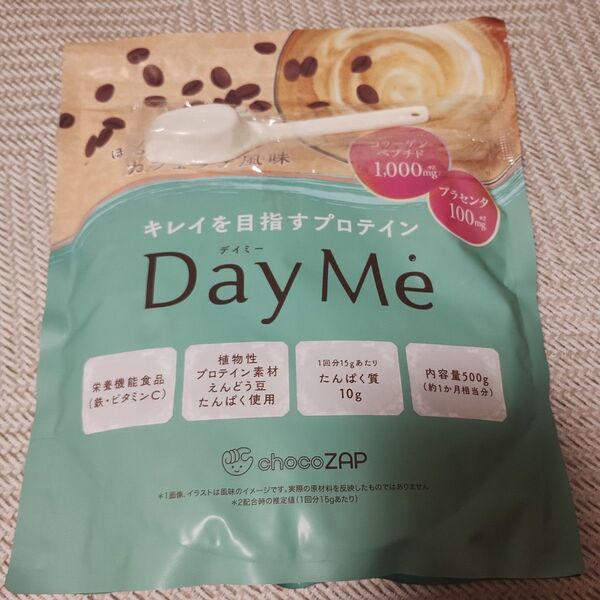 ほ
風味
コラーゲン
ペプチド
1,000mg ※2
プラセンタ
100mg ※2
キレイを目指すプロテイン
デイミー
Day Me
栄養機能食品
(鉄・ビタミンC)
植物性
プロテイン素材
えんどう豆
たんぱく使用
1回分15gあたり
たんぱく質
10g
内容量500g
(約1か月相当分)
chocoZAP
*1画像、イラストは風味のイメージです。実際の原材料を反映したものではありません
*2配合時の推定値(1回分15gあたり)